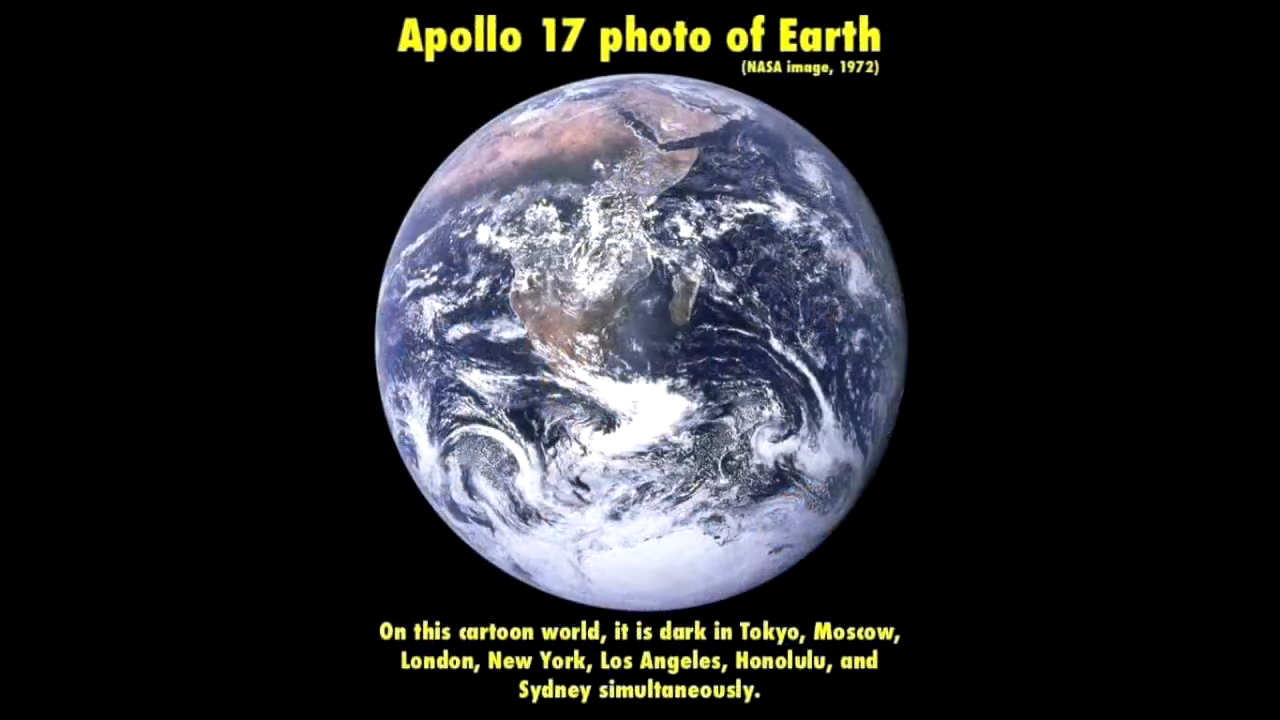 Apollo 17 photo of Earth
(NASA image, 1972)
On this cartoon world, it is dark in Tokyo, Moscow,
London, New York, Los Angeles, Honolulu, and
Sydney simultaneously.